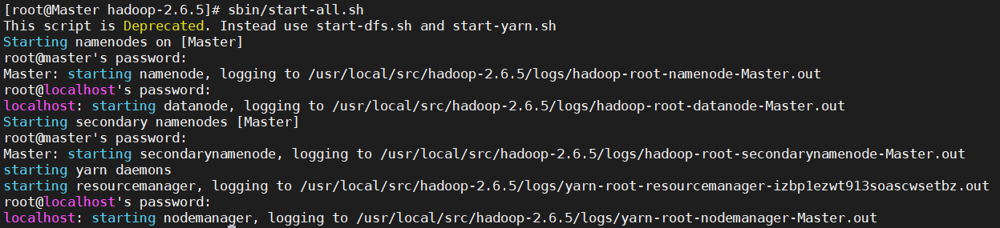 [root@Master hadoop-2.6.5]# sbin/start-all.sh
This script is Deprecated. Instead use start-dfs.sh and start-yarn.sh
Starting namenodes on [Master]
root@master's password:
Master: starting namenode, logging to /usr/local/src/hadoop-2.6.5/logs/hadoop-root-namenode-Master.out
root@localhost's password:
localhost: starting datanode, logging to /usr/local/src/hadoop-2.6.5/logs/hadoop-root-datanode-Master.out
Starting secondary namenodes [Master]
root@master's password:
Master: starting secondarynamenode, logging to /usr/local/src/hadoop-2.6.5/logs/hadoop-root-secondarynamenode-Master.out
starting yarn daemons
starting resourcemanager, logging to /usr/local/src/hadoop-2.6.5/logs/yarn-root-resourcemanager-izbp1ezwt913soascwsetbz.out
root@localhost's password:
localhost: starting nodemanager, logging to /usr/local/src/hadoop-2.6.5/logs/yarn-root-nodemanager-Master.out